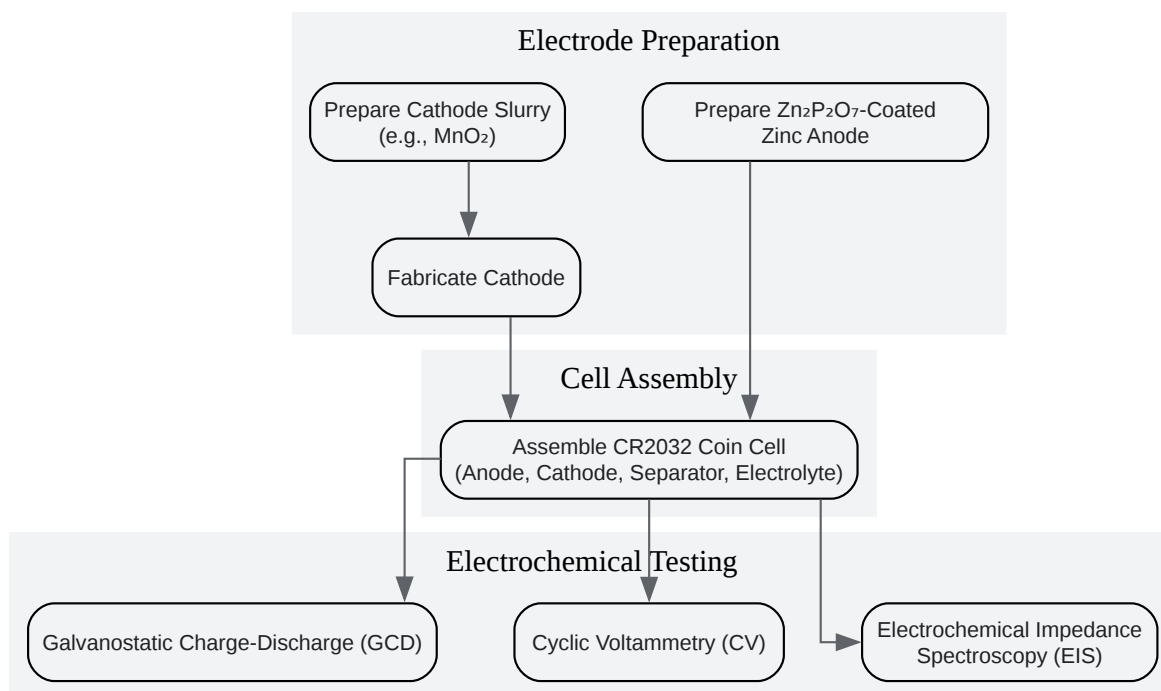 Electrode Preparation
Prepare Cathode Slurry
(e.g., MnO₂)
Prepare Zn₂P₂O₇-Coated
Zinc Anode
Fabricate Cathode
Cell Assembly
Assemble CR2032 Coin Cell
(Anode, Cathode, Separator, Electrolyte)
Electrochemical Testing
Galvanostatic Charge-Discharge (GCD)
Cyclic Voltammetry (CV)
Electrochemical Impedance
Spectroscopy (EIS)